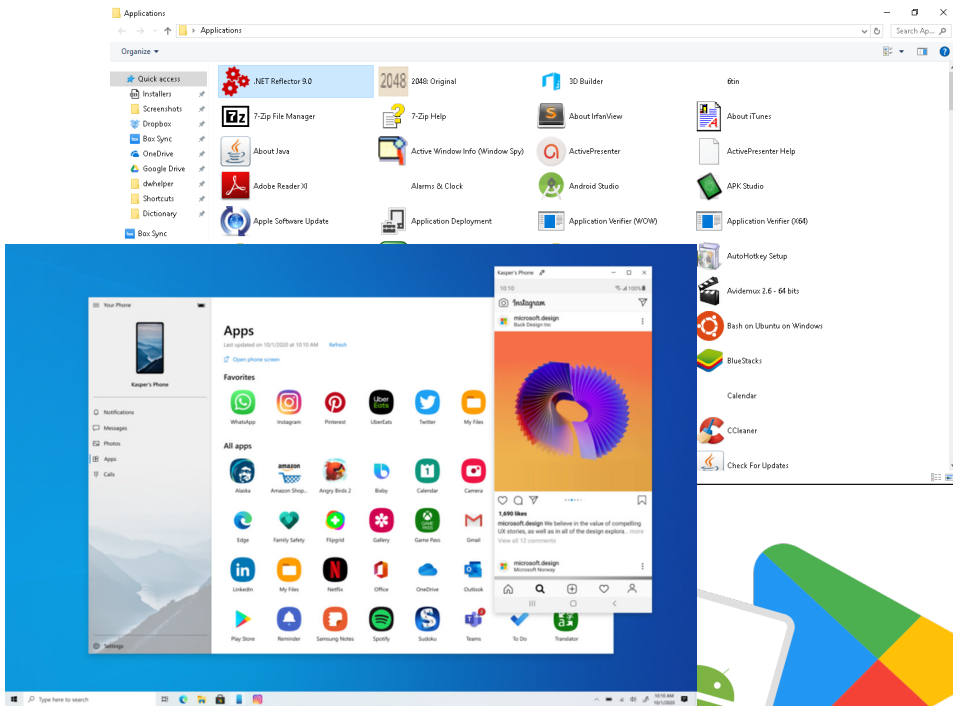 Applications
Applications
Search Ap...
Organize
Quick access
Installers
Screenshots
Dropbox
Box Sync
OneDrive
Google Drive
dwhelper
Shortcuts
Dictionary
Box Sync
.NET Reflector 9.0
2048
2048: Original
3D Builder
6tin
7z
7-Zip File Manager
7-Zip Help
About IrfanView
About iTunes
About Java
Active Window Info (Window Spy)
ActivePresenter
ActivePresenter Help
Adobe Reader XI
Alarms & Clock
Android Studio
APK Studio
Apple Software Update
Application Deployment
Application Verifier (WOW)
Application Verifier (X64)
AutoHotkey Setup
Avidemux 2.6 - 64 bits
Bash on Ubuntu on Windows
BlueStacks
Calendar
CCleaner
Check For Updates
Your Phone
Kasper's Phone
Notifications
Messages
Photos
Apps
Calls
Settings
Apps
Last updated on 10/1/2020 at 10:10 AM Refresh
Open phone screen
Favorites
Uber
Eats
WhatsApp Instagram Pinterest UberEats Twitter My Files
All apps
amazon
Alaska Amazon Shop... Angry Birds 2 Bixby Calendar Camera
GAME
PASS
Edge Family Safety Flipgrid Gallery Game Pass Gmail
in
LinkedIn My Files Netflix Office OneDrive Outlook
Play Store Reminder Samsung Notes Spotify Sudoku Teams To Do Translator
Kasper's Phone
10:10 100%
Instagram
microsoft.design
Buck Design Inc
1,690 likes
microsoft.design We believe in the value of compelling
UX stories, as well as in all of the design explora... more
View all 12 comments
microsoft.design
Microsoft Norway
Type here to search
10:10 AM
10/1/2020